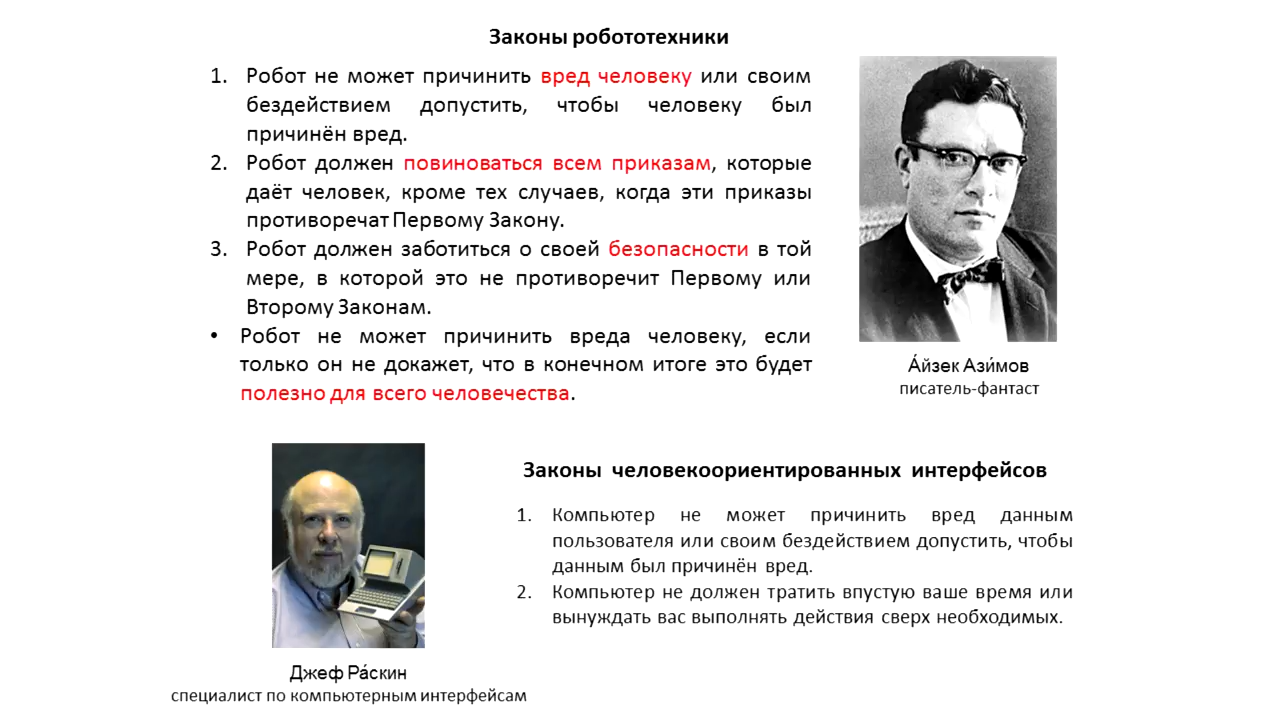 Законы робототехники
1. Робот не может причинить вред человеку или своим
бездействием допустить, чтобы человеку был
причинён вред.
2. Робот должен повиноваться всем приказам, которые
даёт человек, кроме тех случаев, когда эти приказы
противоречат Первому Закону.
3. Робот должен заботиться о своей безопасности в той
мере, в которой это не противоречит Первому или
Второму Законам.
• Робот не может причинить вреда человеку, если
только он не докажет, что в конечном итоге это будет
полезно для всего человечества.
А́йзек Ази́мов
писатель-фантаст
Законы человекоориентированных интерфейсов
1. Компьютер не может причинить вред данным
пользователя или своим бездействием допустить, чтобы
данным был причинён вред.
2. Компьютер не должен тратить впустую ваше время или
вынуждать вас выполнять действия сверх необходимых.
Джеф Ра́скин
специалист по компьютерным интерфейсам